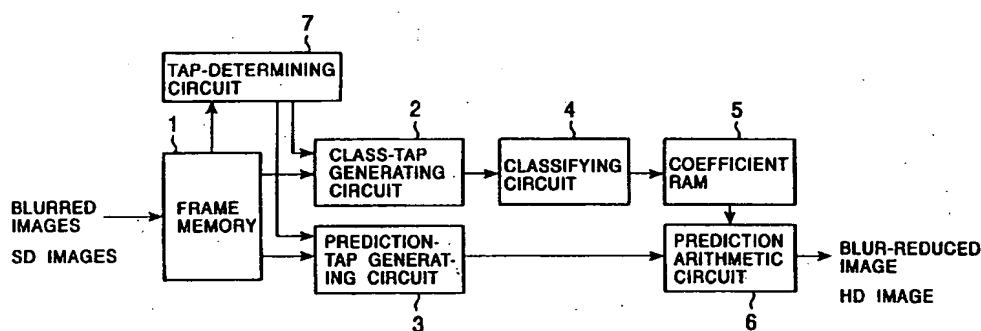 7
TAP-DETERMINING
CIRCUIT
1
2
4
5
FRAME
MEMORY
CLASS-TAP
GENERATING
CIRCUIT
CLASSIFYING
CIRCUIT
COEFFICIENT
RAM
BLURRED
IMAGES
SD IMAGES
PREDICTION-
TAP GENERAT-
ING CIRCUIT
PREDICTION
ARITHMETIC
CIRCUIT
BLUR-REDUCED
IMAGE
HD IMAGE
3
6